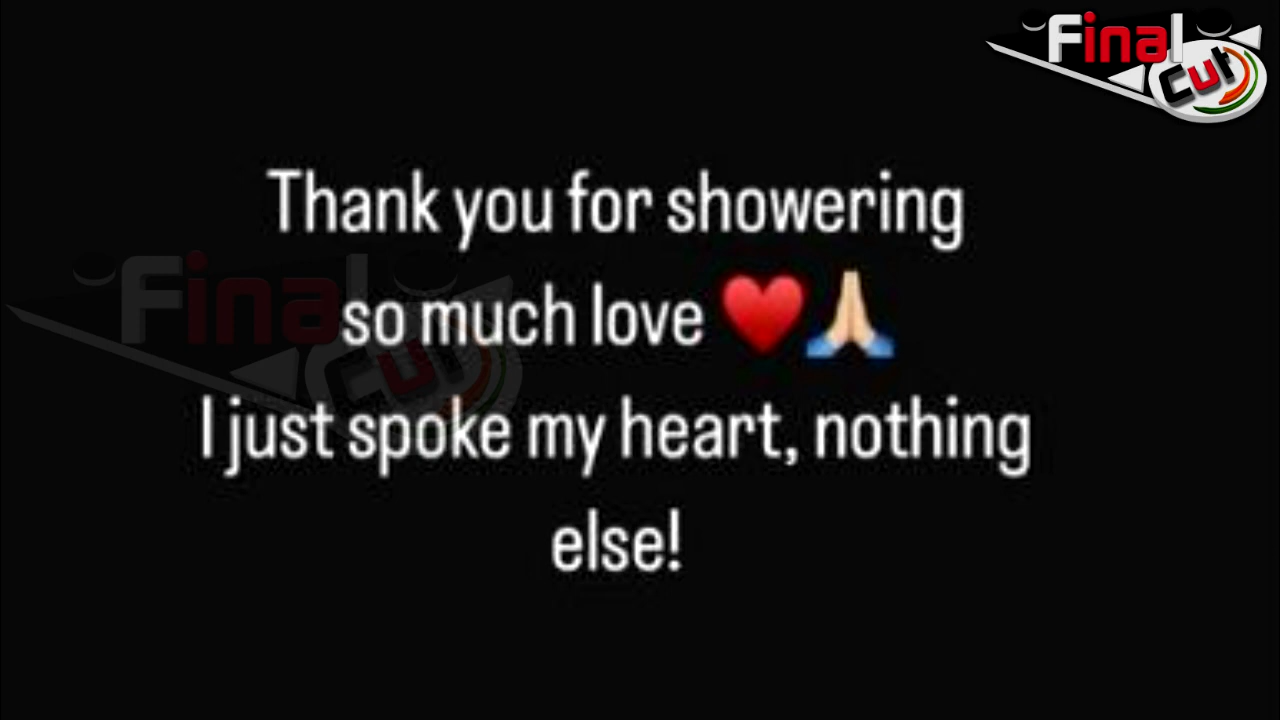 Final
Cut
Thank you for showering
so much love ❤️🙏🏼
I just spoke my heart, nothing
else!
Final
Cut